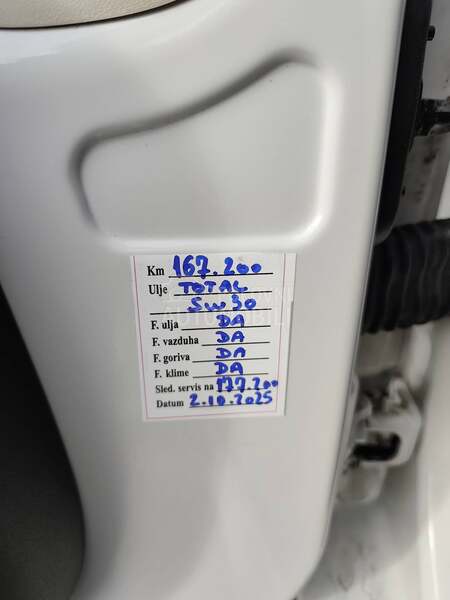 Km 167.200
Ulje TOTAL
5W30
F. ulja DA
F. vazduha DA
F. goriva DA
F. klime DA
Sled. servis na 177.200
Datum 2.10.2025